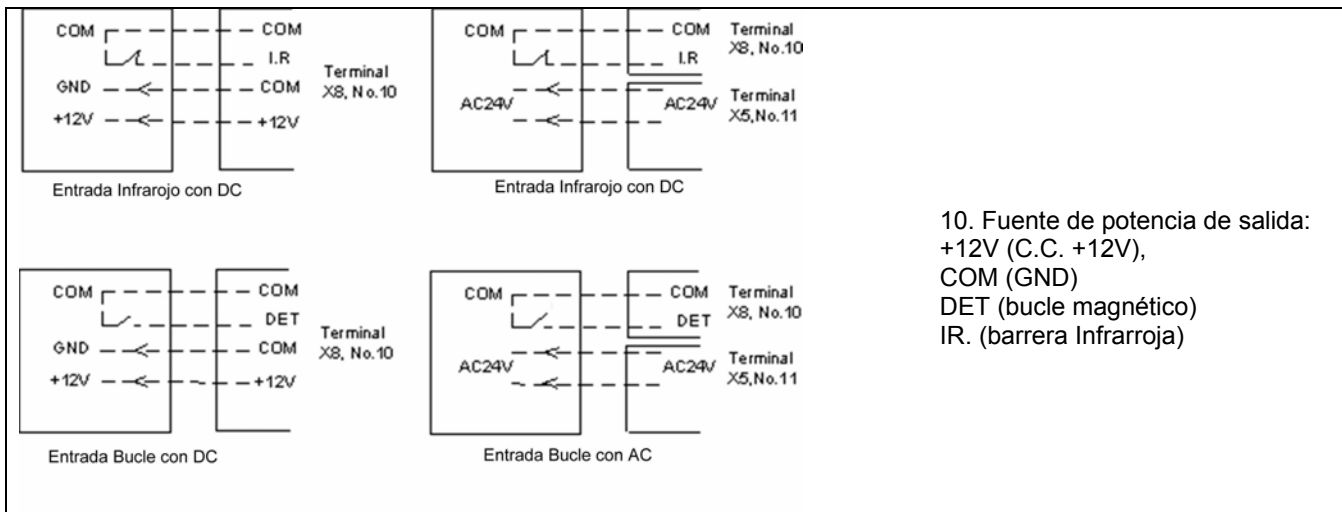 COM
COM
I.R
GND
COM
+12V
+12V
Terminal
X8, No.10
Entrada Infrarojo con DC
COM
COM
I.R
AC24V
AC24V
Terminal
X8, No.10
Terminal
X5,No.11
Entrada Infrarojo con DC
COM
COM
DET
GND
COM
+12V
+12V
Terminal
X8, No.10
Entrada Bucle con DC
COM
COM
DET
AC24V
AC24V
Terminal
X8, No.10
Terminal
X5,No.11
Entrada Bucle con AC
10. Fuente de potencia de salida:
+12V (C.C. +12V),
COM (GND)
DET (bucle magnético)
IR. (barrera Infrarroja)